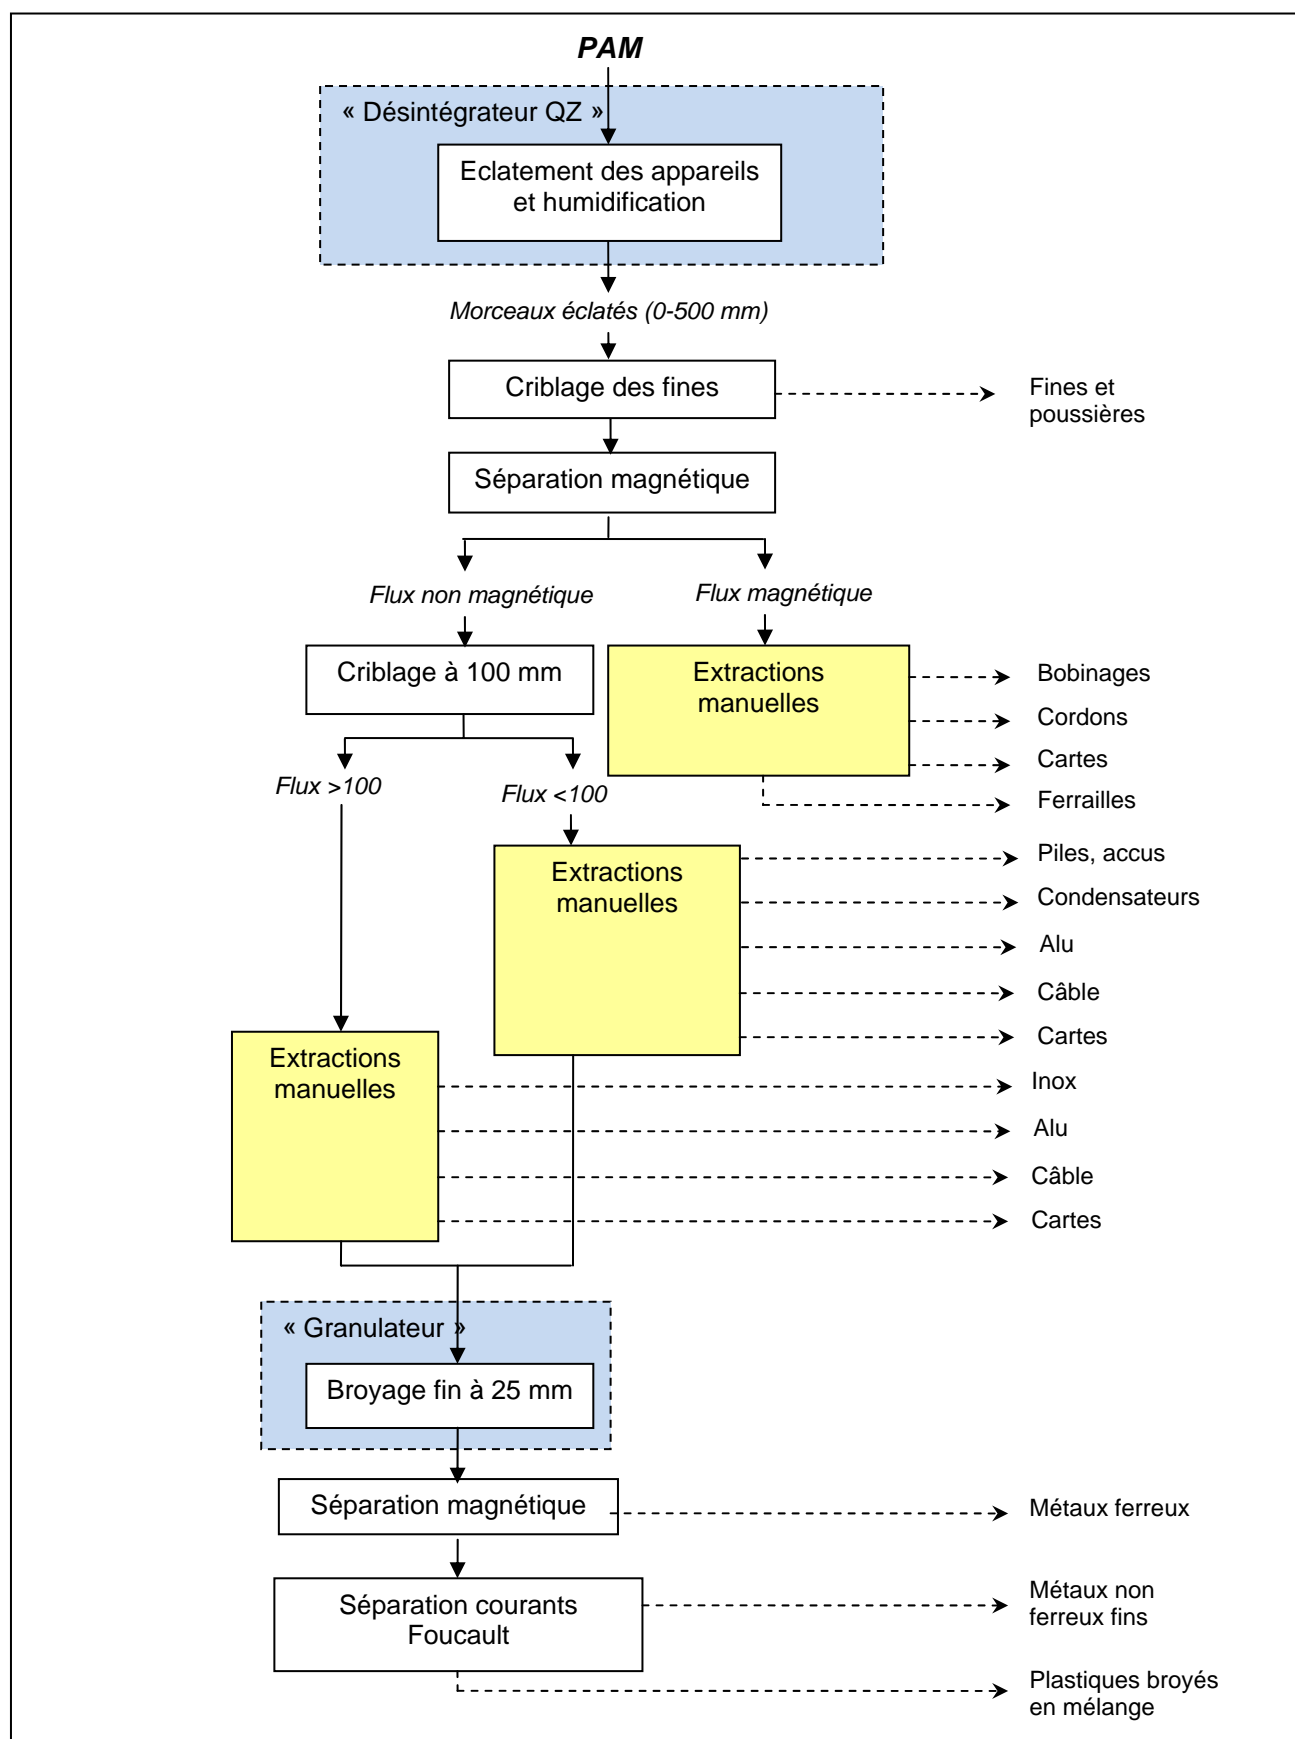 PAM
« Désintégrateur QZ »
Eclatement des appareils
et humidification
Morceaux éclatés (0-500 mm)
Criblage des fines
Fines et
poussières
Séparation magnétique
Flux non magnétique
Flux magnétique
Criblage à 100 mm
Extractions
manuelles
Bobinages
Cordons
Cartes
Ferrailles
Flux >100
Flux <100
Extractions
manuelles
Piles, accus
Condensateurs
Alu
Câble
Cartes
Extractions
manuelles
Inox
Alu
Câble
Cartes
« Granulateur »
Broyage fin à 25 mm
Séparation magnétique
Métaux ferreux
Séparation courants
Foucault
Métaux non
ferreux fins
Plastiques broyés
en mélange